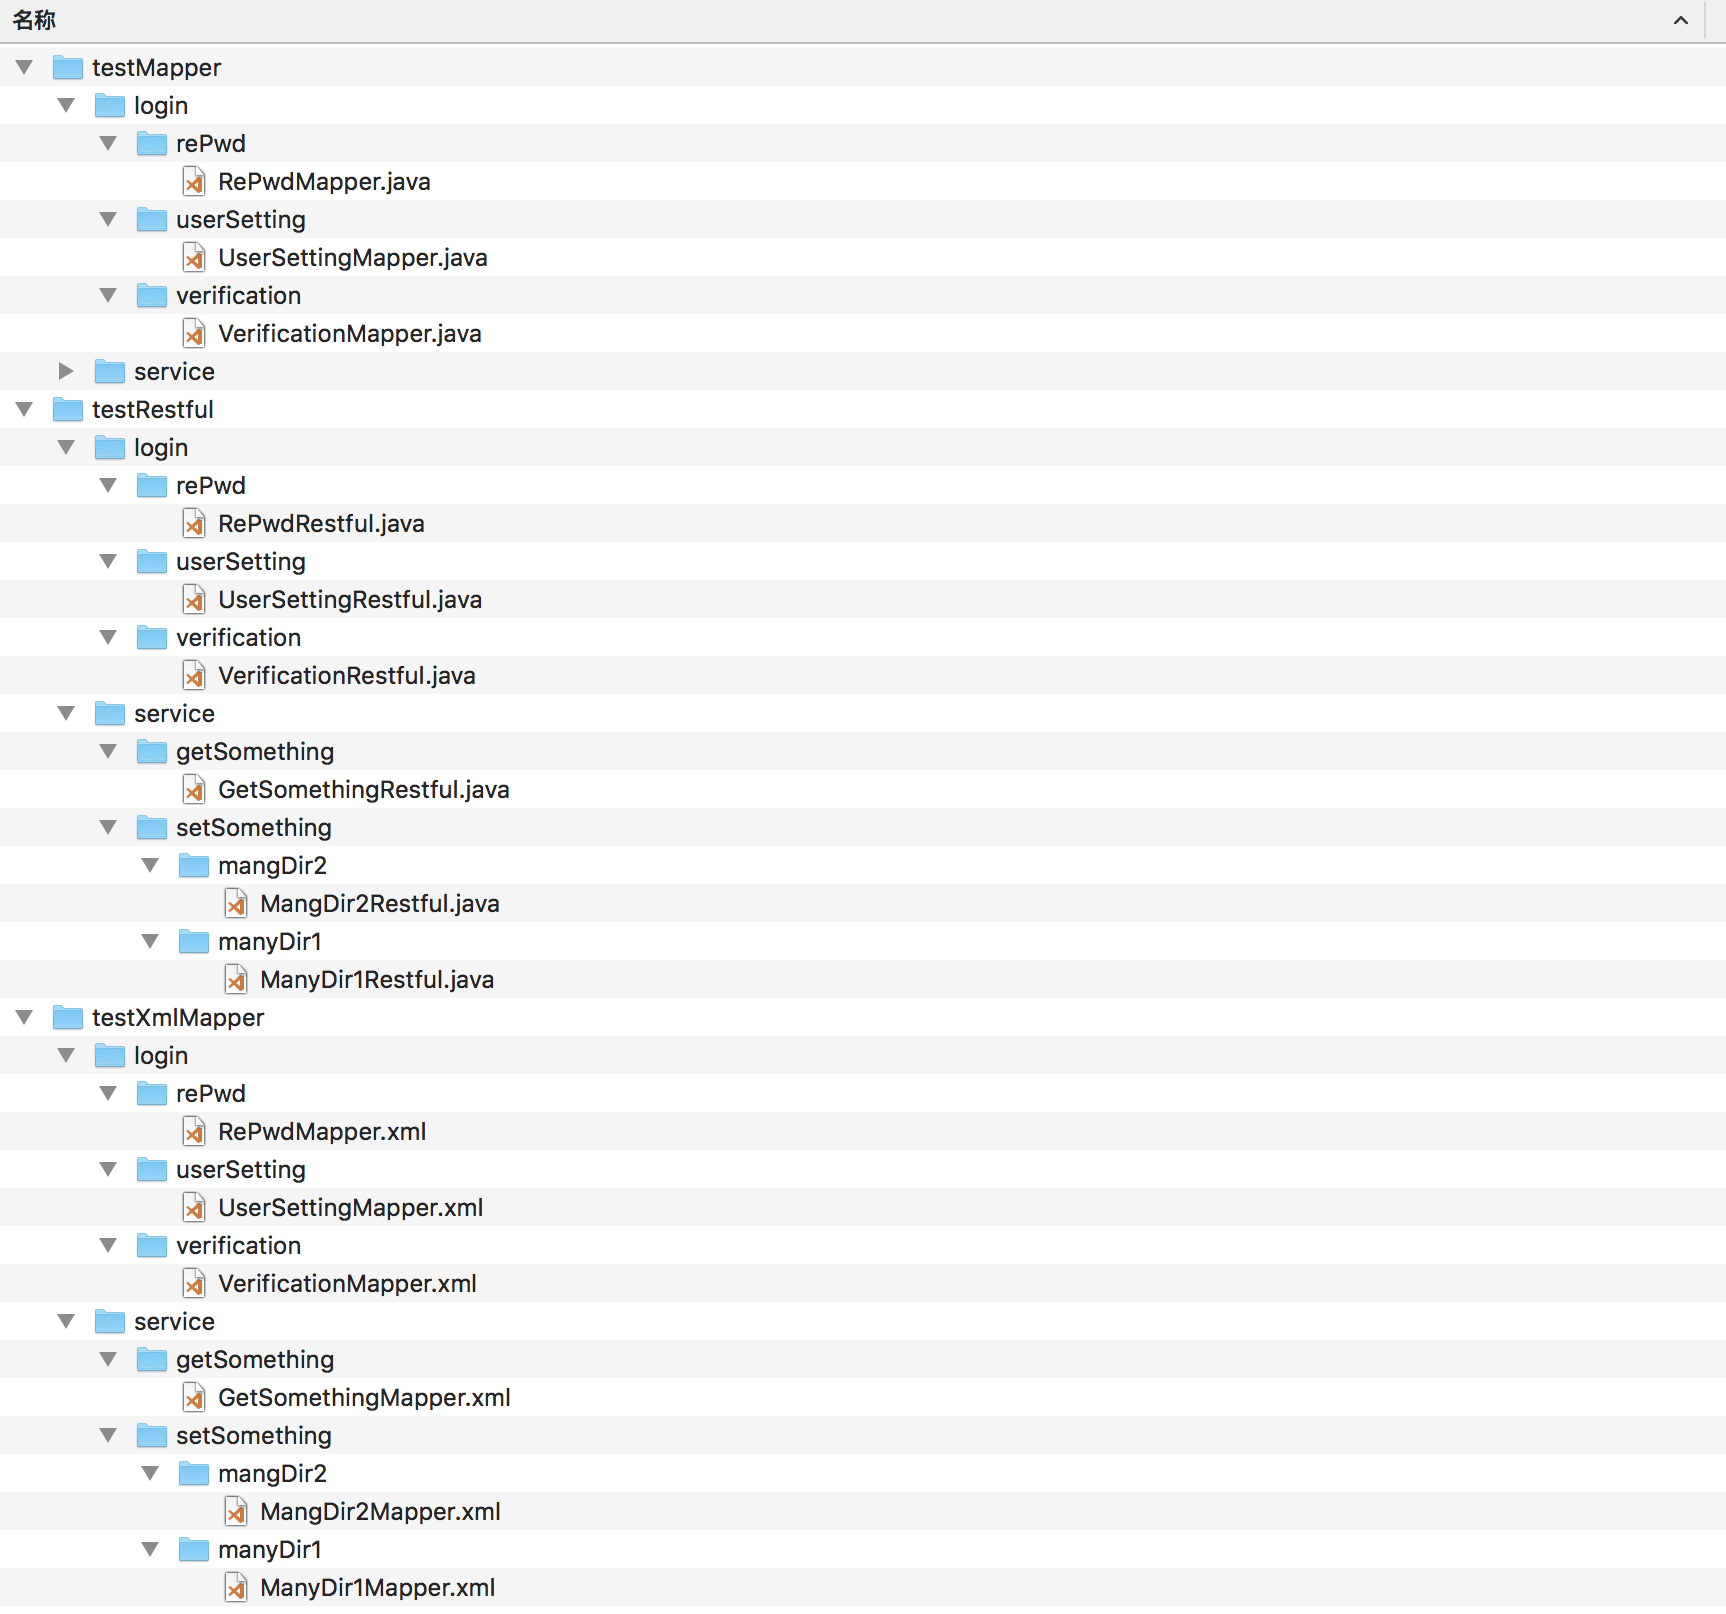 名称
testMapper
login
rePwd
RePwdMapper.java
userSetting
UserSettingMapper.java
verification
VerificationMapper.java
service
testRestful
login
rePwd
RePwdRestful.java
userSetting
UserSettingRestful.java
verification
VerificationRestful.java
service
getSomething
GetSomethingRestful.java
setSomething
mangDir2
MangDir2Restful.java
manyDir1
ManyDir1Restful.java
testXmlMapper
login
rePwd
RePwdMapper.xml
userSetting
UserSettingMapper.xml
verification
VerificationMapper.xml
service
getSomething
GetSomethingMapper.xml
setSomething
mangDir2
MangDir2Mapper.xml
manyDir1
ManyDir1Mapper.xml